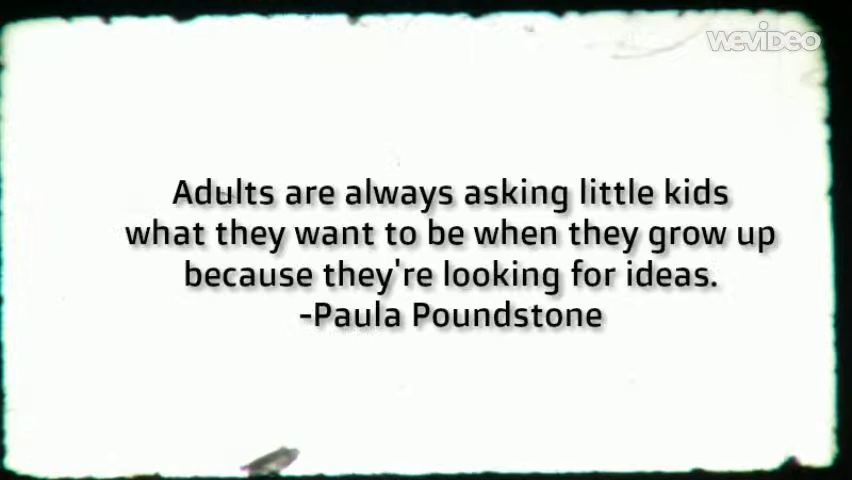 WEVIDEO
Adults are always asking little kids
what they want to be when they grow up
because they're looking for ideas.
-Paula Poundstone